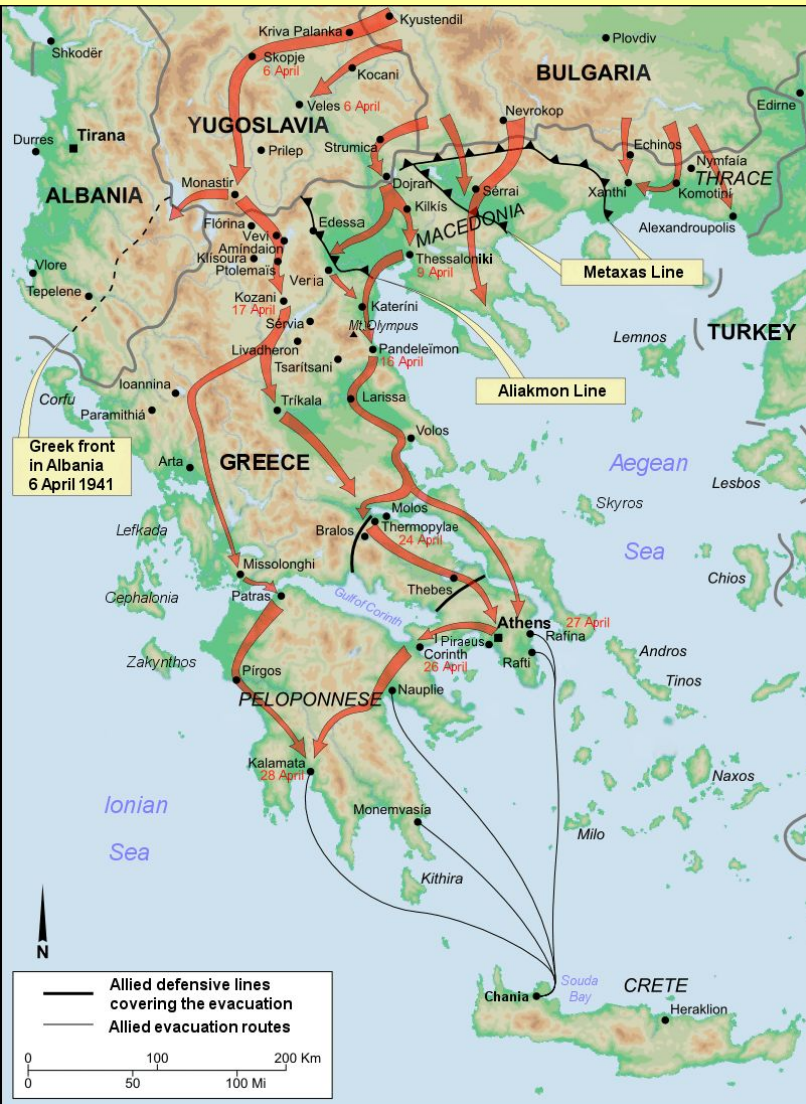 Kyustendil
Kriva Palanka
Shkodër
Skopje
6 April
Plovdiv
Kocani
BULGARIA
Veles 6 April
Edirne
YUGOSLAVIA
Nevrokop
Durres
Tirana
Prilep
Strumica
Echinos
Nymfaía
THRACE
ALBANIA
Monastir
Dojran
Sérrai
Xanthi
Komotini
Flórina
Edessa
Kilkís
MACEDONIA
Alexandroupolis
Vevi
Amíndaion
Klisoura
Ptolemaïs
Thessaloniki
9 April
Metaxas Line
Vlore
Veria
Tepelene
Kozani
17 April
Kateríni
Sérvia
Mt. Olympus
Lemnos
TURKEY
Livadheron
Pandeleïmon
16 April
Tsarítsani
Ioannina
Aliakmon Line
Corfu
Paramithiá
Tríkala
Larissa
Volos
Greek front
in Albania
6 April 1941
Arta
GREECE
Aegean
Sea
Lesbos
Skyros
Lefkada
Molos
Bralos
Thermopylae
24 April
Missolonghi
Thebes
Chios
Cephalonia
Patras
Gulf of Corinth
Athens
27 April
Rafína
Piraeus
Corinth
26 April
Rafti
Andros
Zakynthos
Tinos
Pírgos
PELOPONNESE
Nauplie
Kalamata
28 April
Naxos
Ionian
Sea
Monemvasía
Milo
Kithira
N
Souda
Bay
CRETE
Chania
Heraklion
Allied defensive lines
covering the evacuation
Allied evacuation routes
0 100 200 Km
0 50 100 Mi